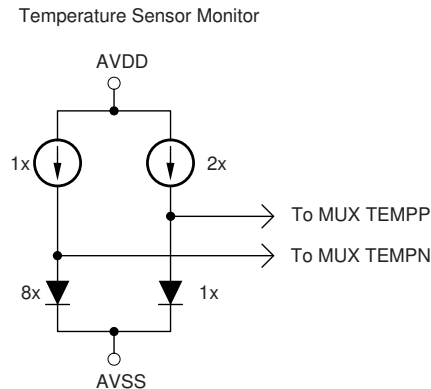 Temperature Sensor Monitor
AVDD
1x
2x
To MUX TEMPP
To MUX TEMPN
8x
1x
AVSS